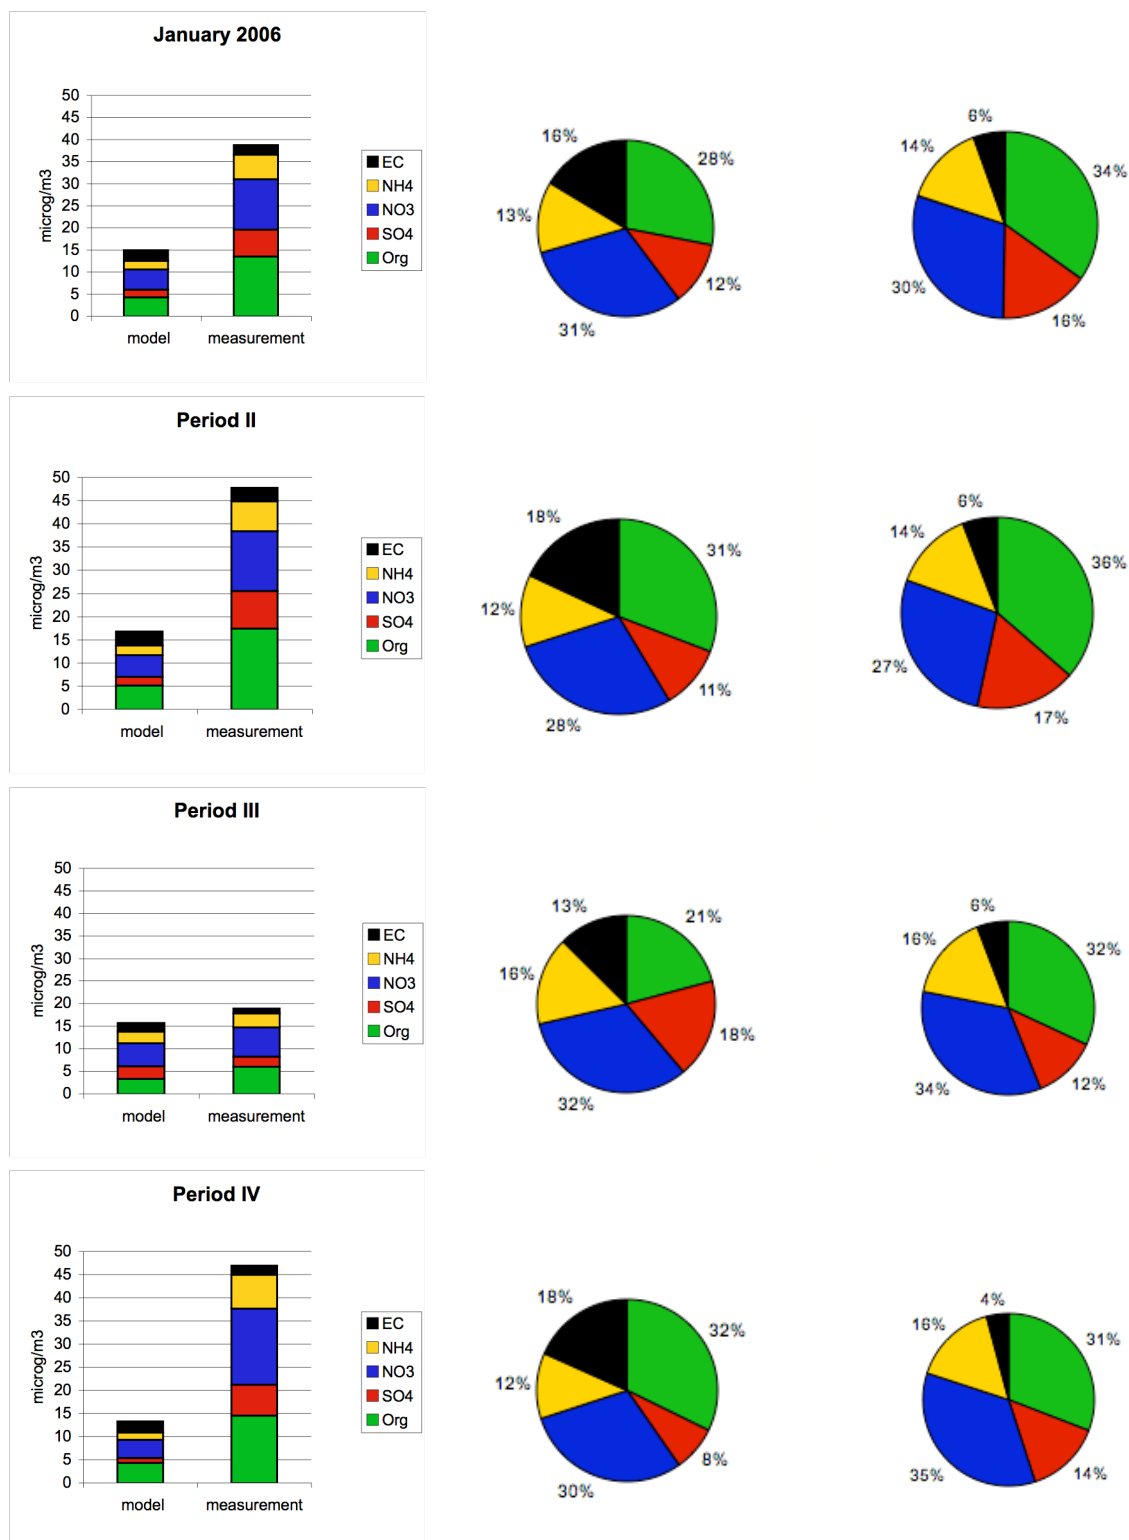 January 2006
50
45
40
35
30
25
20
15
10
5
0
microg/m3
model measurement
EC
NH4
NO3
SO4
Org
16%
28%
13%
12%
31%
6%
14%
34%
30%
16%
Period II
50
45
40
35
30
25
20
15
10
5
0
microg/m3
model measurement
EC
NH4
NO3
SO4
Org
18%
31%
12%
11%
28%
6%
14%
36%
27%
17%
Period III
50
45
40
35
30
25
20
15
10
5
0
microg/m3
model measurement
EC
NH4
NO3
SO4
Org
13%
21%
16%
18%
32%
6%
16%
32%
34%
12%
Period IV
50
45
40
35
30
25
20
15
10
5
0
microg/m3
model measurement
EC
NH4
NO3
SO4
Org
18%
32%
12%
8%
30%
4%
16%
31%
35%
14%